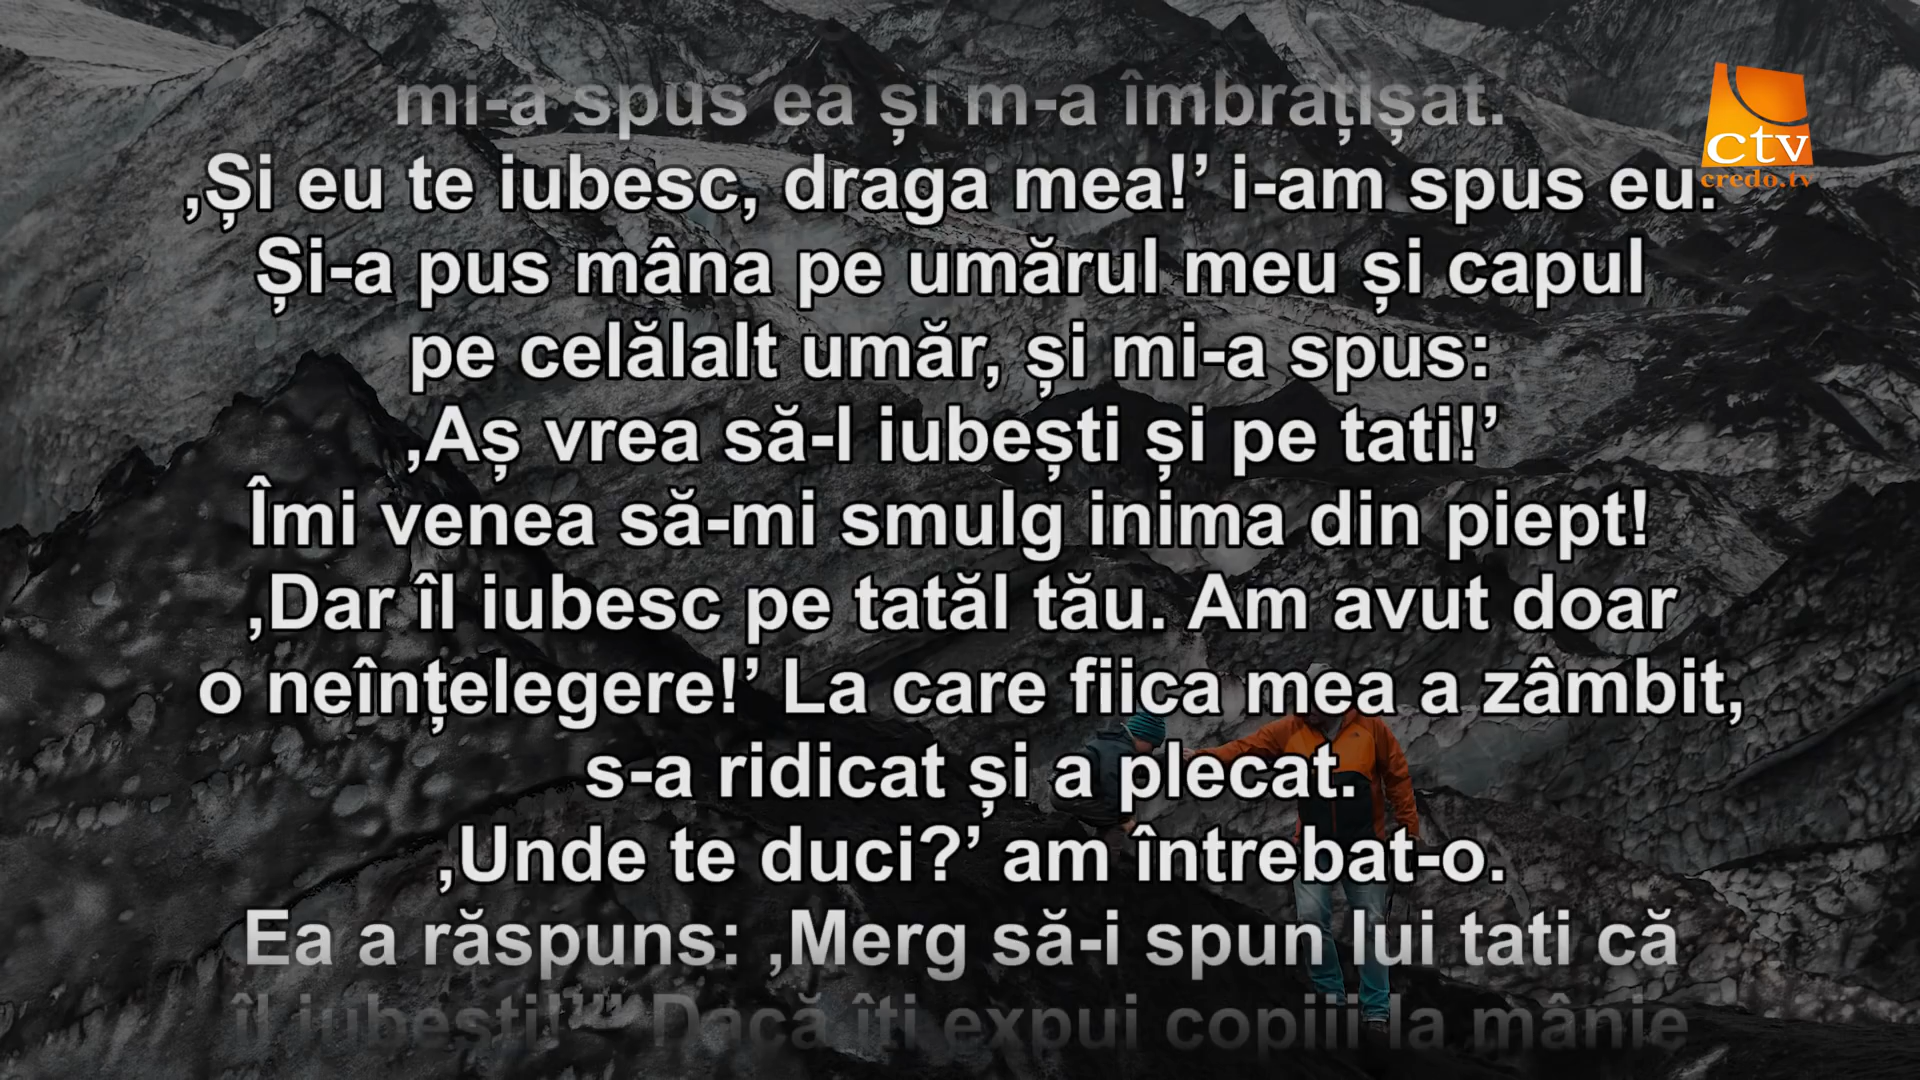 mi-a spus ea și m-a îmbrațișat.
‚Și eu te iubesc, draga mea!’ i-am spus eu.
Și-a pus mâna pe umărul meu și capul
pe celălalt umăr, și mi-a spus:
‚Aș vrea să-l iubești și pe tati!’
Îmi venea să-mi smulg inima din piept!
‚Dar îl iubesc pe tatăl tău. Am avut doar
o neînțelegere!’ La care fiica mea a zâmbit,
s-a ridicat și a plecat.
‚Unde te duci?’ am întrebat-o.
Ea a răspuns: ‚Merg să-i spun lui tati că
îl iubești!’”’ Dacă îți expui copiii la mânie
ctv
credo.tv